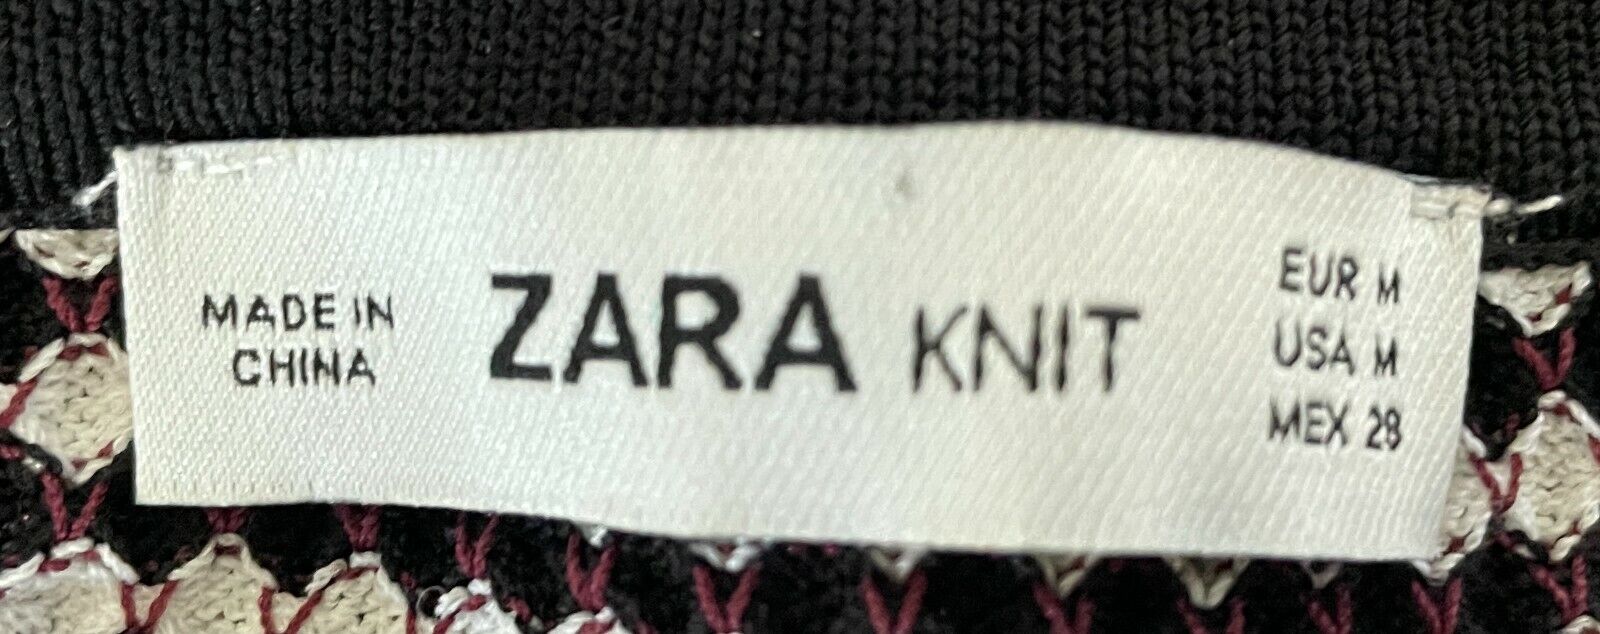 MADE IN
CHINA
ZARA KNIT
EUR M
USA M
MEX 28